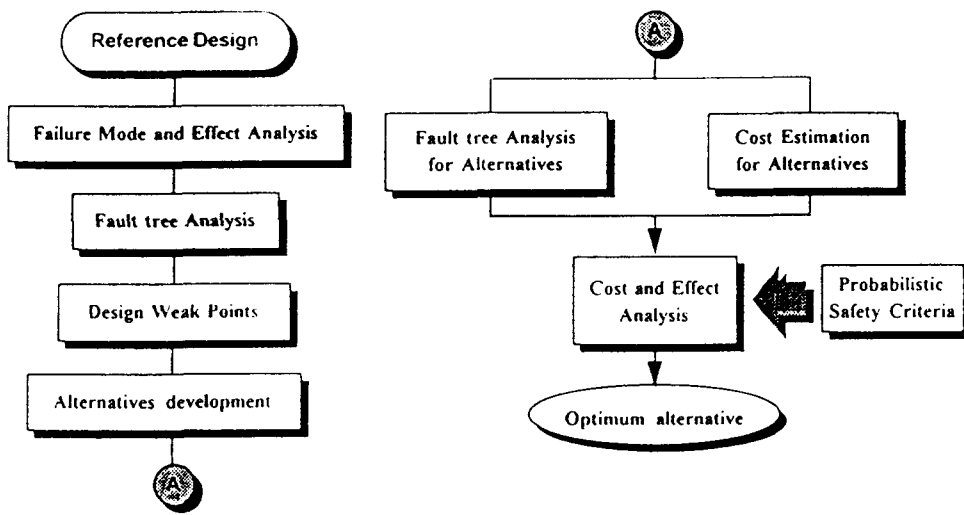 Reference Design
Failure Mode and Effect Analysis
Fault tree Analysis
Design Weak Points
Alternatives development
A
A
Fault tree Analysis
for Alternatives
Cost Estimation
for Alternatives
Cost and Effect
Analysis
Probabilistic
Safety Criteria
Optimum alternative